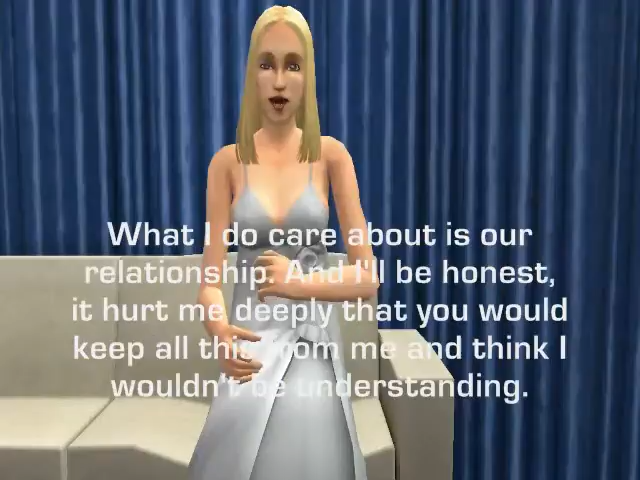 What I do care about is our
relationship. And I'll be honest,
it hurt me deeply that you would
keep all this from me and think I
wouldn't be understanding.